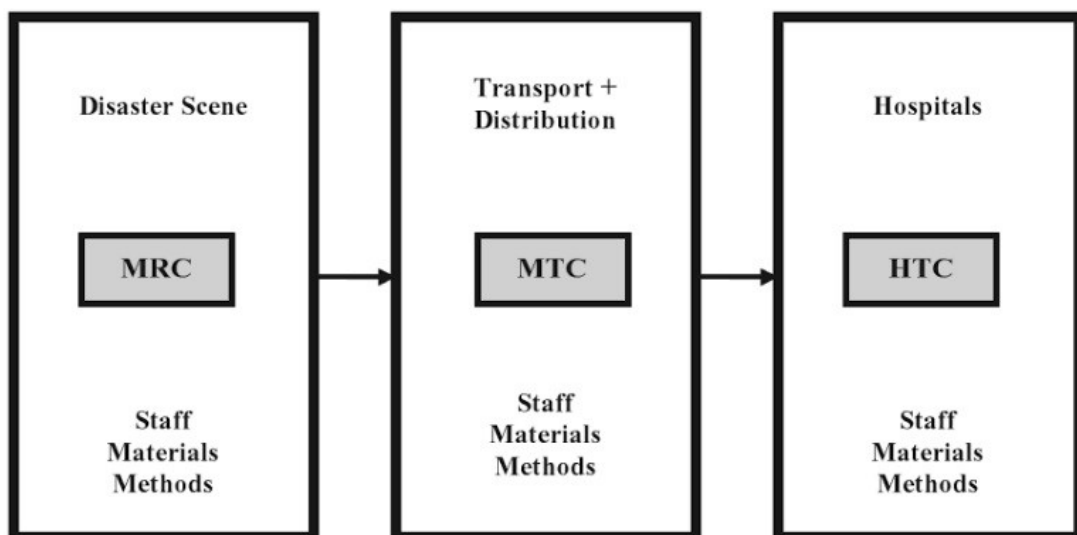 Disaster Scene
MRC
Staff
Materials
Methods
Transport +
Distribution
MTC
Staff
Materials
Methods
Hospitals
HTC
Staff
Materials
Methods